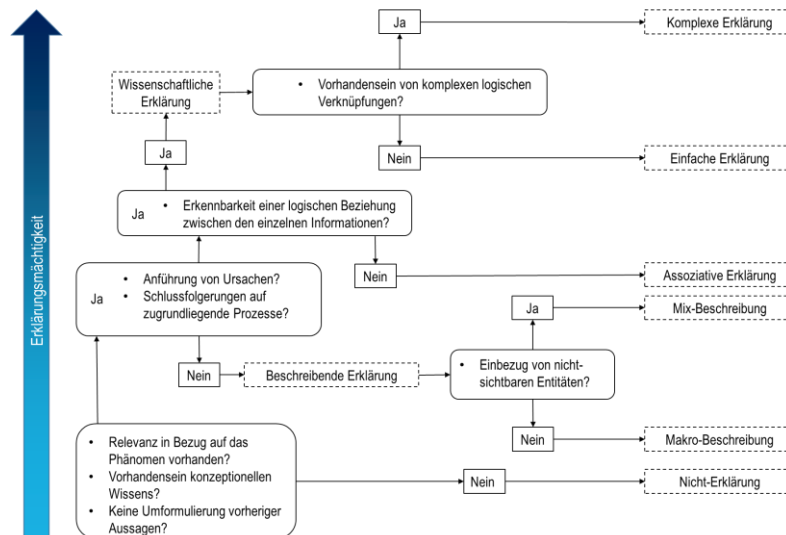 Ja
Komplexe Erklärung
Wissenschaftliche
Erklärung
• Vorhandensein von komplexen logischen
Verknüpfungen?
Ja
Nein
Einfache Erklärung
Ja
• Erkennbarkeit einer logischen Beziehung
zwischen den einzelnen Informationen?
Nein
Assoziative Erklärung
Ja
• Anführung von Ursachen?
• Schlussfolgerungen auf
zugrundliegende Prozesse?
Ja
Mix-Beschreibung
Nein
Beschreibende Erklärung
• Einbezug von nicht-
sichtbaren Entitäten?
Nein
Makro-Beschreibung
• Relevanz in Bezug auf das
Phänomen vorhanden?
• Vorhandensein konzeptionellen
Wissens?
• Keine Umformulierung vorheriger
Aussagen?
Nein
Nicht-Erklärung
Erklärungsmächtigkeit